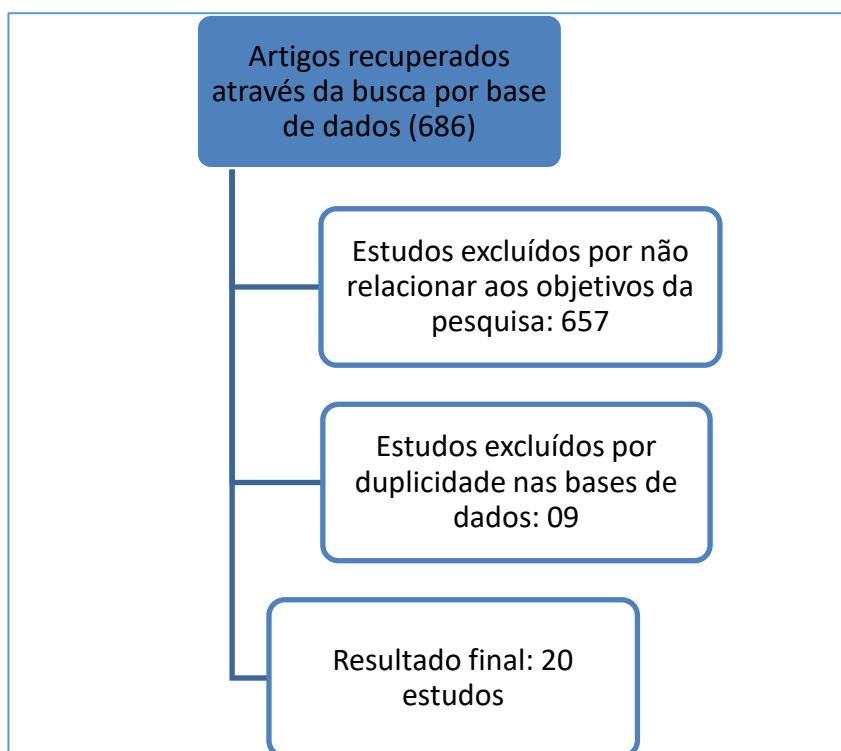 Artigos recuperados
através da busca por base
de dados (686)
Estudos excluídos por não
relacionar aos objetivos da
pesquisa: 657
Estudos excluídos por
duplicidade nas bases de
dados: 09
Resultado final: 20
estudos